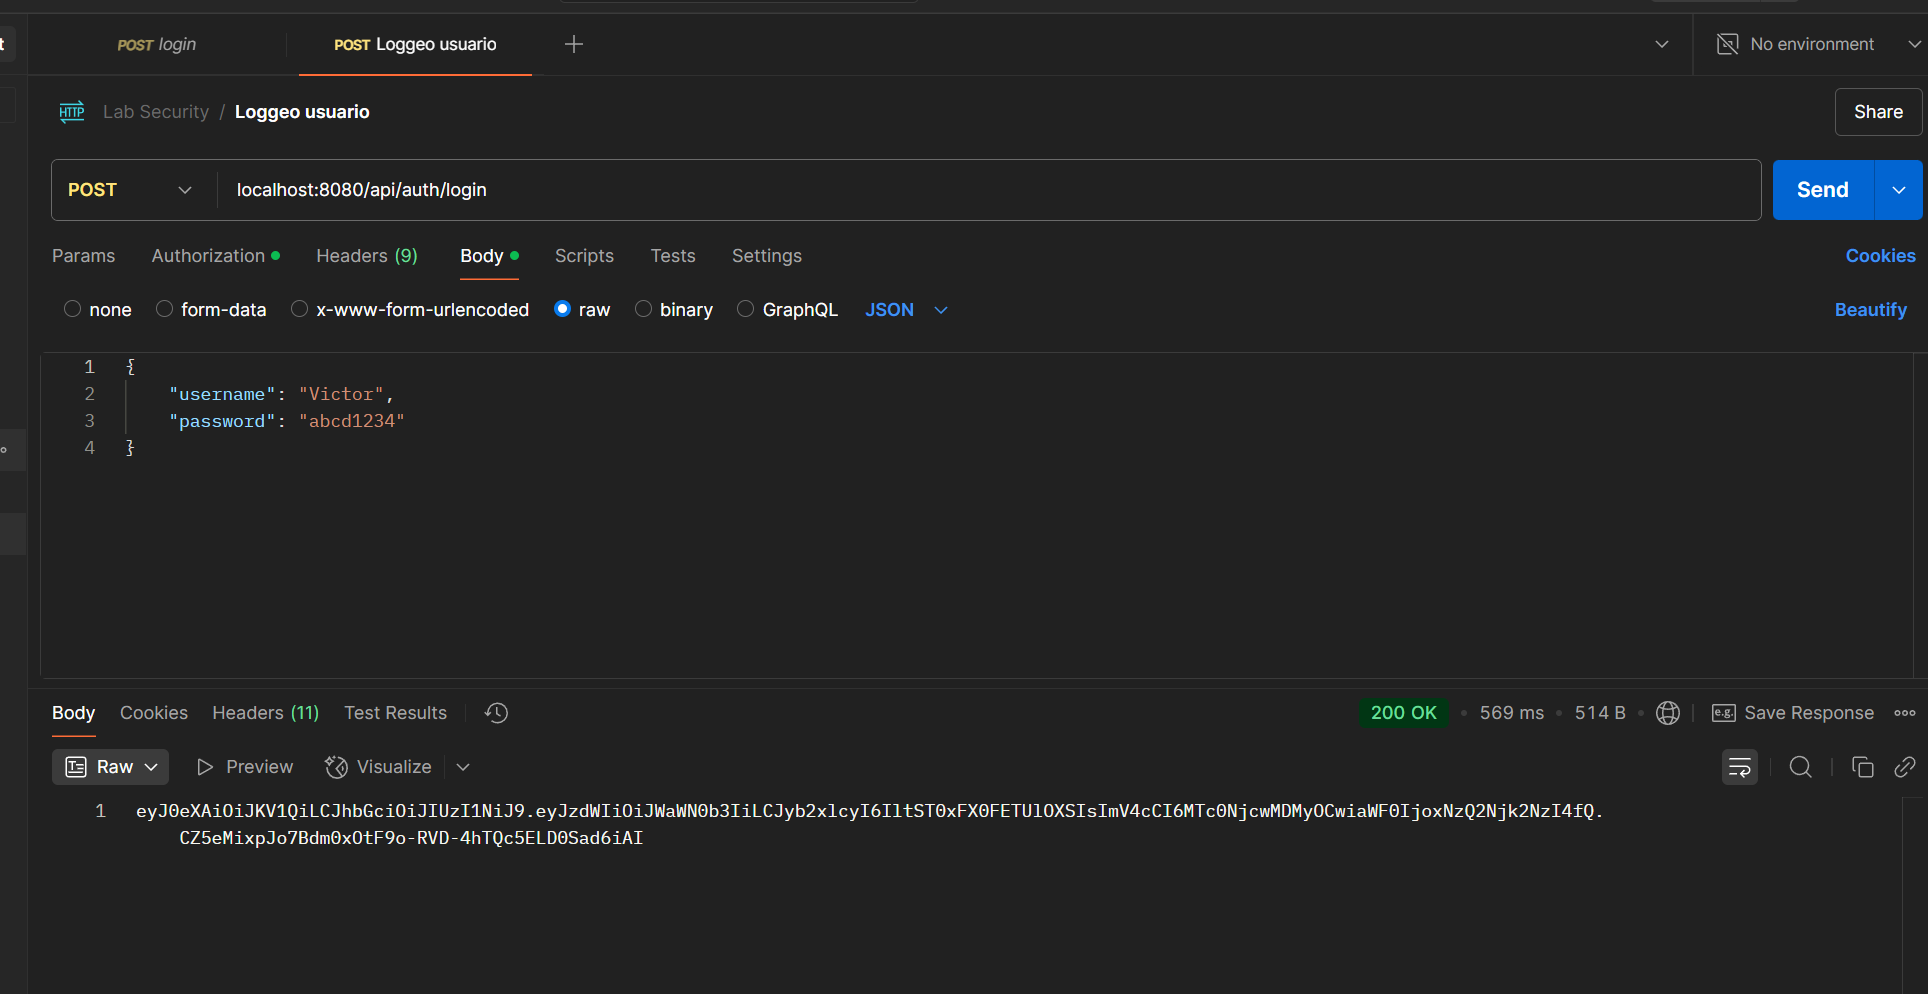 t
POST login
POST Loggeo usuario
No environment
HTTP
Lab Security / Loggeo usuario
Share
POST
localhost:8080/api/auth/login
Send
Params
Authorization
Headers (9)
Body
Scripts
Tests
Settings
Cookies
none
form-data
x-www-form-urlencoded
raw
binary
GraphQL
JSON
Beautify
1 {
2 "username": "Victor",
3 "password": "abcd1234"
4 }
Body
Cookies
Headers (11)
Test Results
200 OK
569 ms
514 B
e.g.
Save Response
Raw
Preview
Visualize
1 eyJ0eXAiOiJKV1QiLCJhbGciOiJIUzI1NiJ9.eyJzdWIiOiJWaWN0b3IiLCJyb2xlcyI6IltST0xFX0FETUlOXSIsImV4cCI6MTc0NjcwMDMyOCwiaWF0IjoxNzQ2Njk2NzI4fQ.
CZ5eMixpJo7Bdm0xOtF9o-RVD-4hTQc5ELD0Sad6iAI